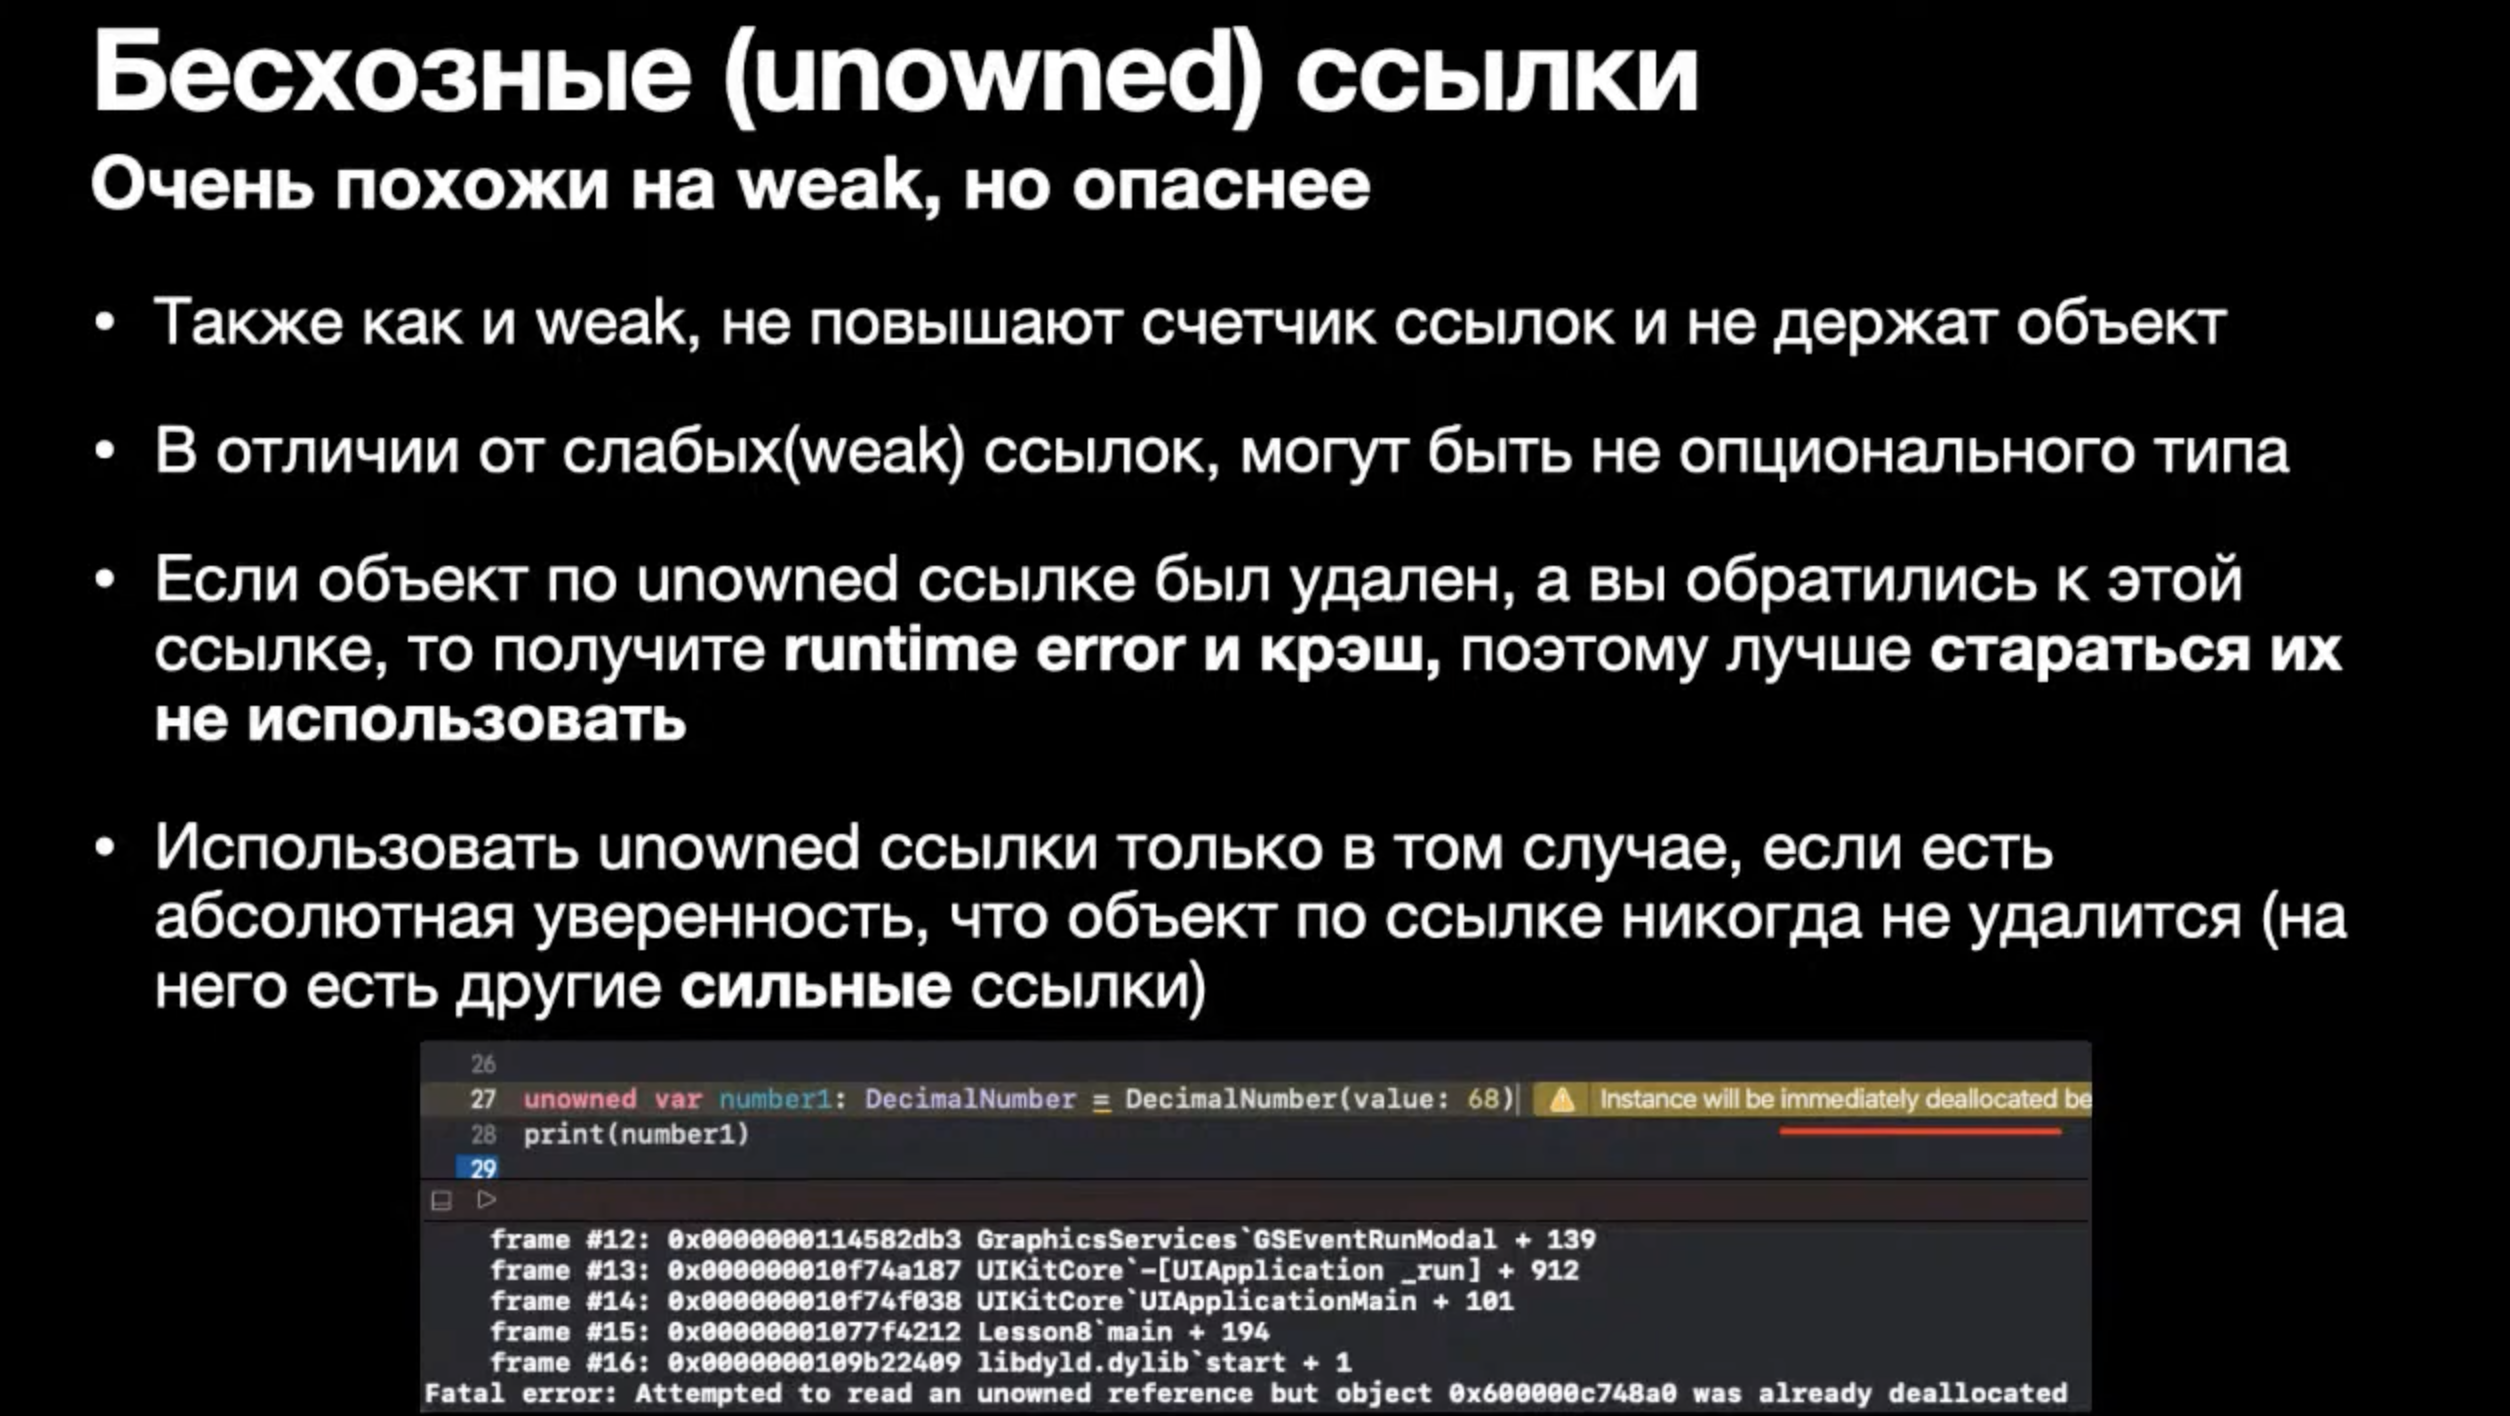 Бесхозные (unowned) ссылки
Очень похожи на weak, но опаснее
• Также как и weak, не повышают счетчик ссылок и не держат объект
• В отличии от слабых(weak) ссылок, могут быть не опционального типа
• Если объект по unowned ссылке был удален, а вы обратились к этой
ссылке, то получите runtime error и крэш, поэтому лучше стараться их
не использовать
• Использовать unowned ссылки только в том случае, если есть
абсолютная уверенность, что объект по ссылке никогда не удалится (на
него есть другие сильные ссылки)
26
27 unowned var number1: DecimalNumber = DecimalNumber(value: 68) Instance will be immediately deallocated be
28 print(number1)
29
frame #12: 0x0000000114582db3 GraphicsServices`GSEventRunModal + 139
frame #13: 0x000000010f74a187 UIKitCore`-[UIApplication _run] + 912
frame #14: 0x000000010f74f038 UIKitCore`UIApplicationMain + 101
frame #15: 0x00000001077f4212 Lesson8`main + 194
frame #16: 0x0000000109b22409 libdyld.dylib`start + 1
Fatal error: Attempted to read an unowned reference but object 0x600000c748a0 was already deallocated